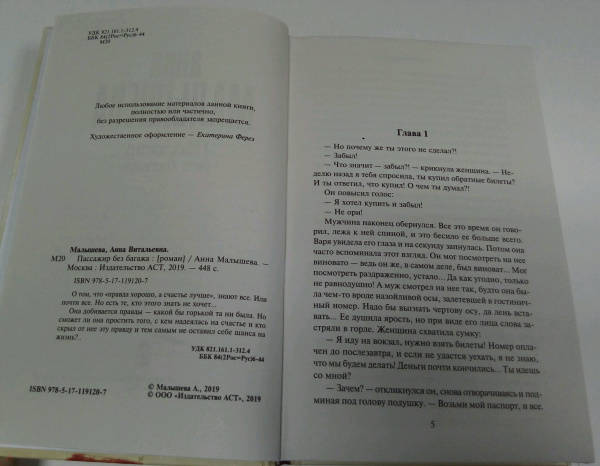 УДК 821.161.1-312.4
ББК 84(2Рос=Рус)6-44
М20
Любое использование материалов данной книги,
полностью или частично,
без разрешения правообладателя запрещается.
Художественное оформление — Екатерина Ферез
Малышева, Анна Витальевна.
М20 Пассажир без багажа : [роман] / Анна Малышева. —
Москва : Издательство АСТ, 2019. — 448 с.
ISBN 978-5-17-119120-7
О том, что «правда хорошо, а счастье лучше», знают все. Или
почти все. Но есть те, кто этого знать не хочет...
Она добивается правды — какой бы горькой та ни была. Но
сможет ли она простить того, с кем надеялась на счастье и кто
скрыл от нее эту правду и тем самым не оставил себе шанса на
жизнь?..
УДК 821.161.1-312.4
ББК 84(2Рос=Рус)6-44
ISBN 978-5-17-119120-7
© Малышева А., 2019
© ООО «Издательство АСТ», 2019
Глава 1
— Но почему же ты этого не сделал?!
— Забыл!
— Что значит — забыл?! — крикнула женщина. — Не-
делю назад я тебя спросила, ты купил обратные билеты?
И ты ответил, что купил! О чем ты думал?!
Он повысил голос:
— Я хотел купить и забыл!
— Не ори!
Мужчина наконец обернулся. Все это время он гово-
рил, лежа к ней спиной, и это бесило ее больше всего.
Варя увидела его глаза и на секунду запнулась. Потом она
часто вспоминала этот взгляд. Он мог посмотреть на нее
виновато — ведь он же, в самом деле, был виноват... Мог
посмотреть раздраженно, устало... Да как угодно, только
не равнодушно! А муж смотрел на нее так, будто она бы-
ла чем-то вроде назойливой осы, залетевшей в гостинич-
ный номер. Надо бы выгнать чертову осу, да лень вста-
вать... Ее душила ярость, но при виде его лица слова за-
стряли в горле. Женщина схватила сумку:
— Я иду на вокзал, нужно взять билеты! Номер опла-
чен до послезавтра, и если не удастся уехать, я не знаю,
что мы будем делать! Деньги почти кончились... Ты идешь
со мной?
— Зачем? — откликнулся он, снова отворачиваясь и под-
миная под голову подушку. — Возьми мой паспорт, и все.
5